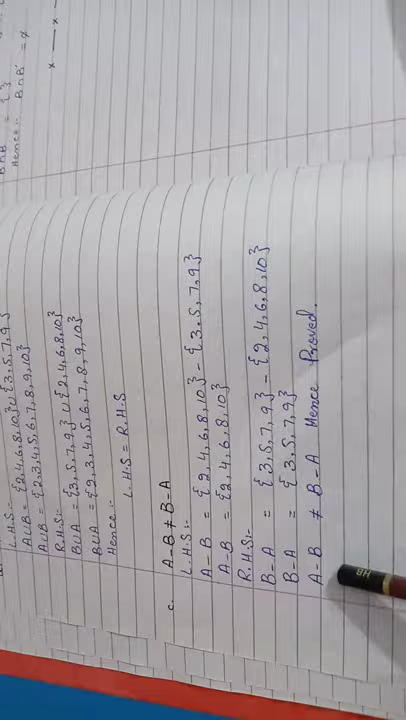 B∩B = { }
Hence:- B∩B' = ≠
x — x —
L.H.S:-
A∪B = {2,4,6,8,10}∪{3,5,7,9}
A∪B = {2,3,4,5,6,7,8,9,10}
R.H.S:-
B∪A = {3,5,7,9}∪{2,4,6,8,10}
B∪A = {2,3,4,5,6,7,8,9,10}
Hence:-
L.H.S = R.H.S
c. A-B ≠ B-A
L.H.S:-
A-B = {2,4,6,8,10} - {3,5,7,9}
A-B = {2,4,6,8,10}
R.H.S:-
B-A = {3,5,7,9} - {2,4,6,8,10}
B-A = {3,5,7,9}
A-B ≠ B-A Hence Proved.